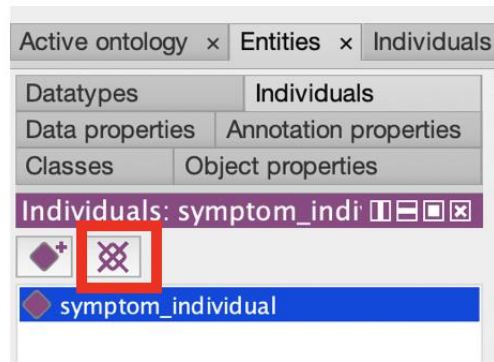 Active ontology × Entities × Individuals
Datatypes Individuals
Data properties Annotation properties
Classes Object properties
Individuals: symptom_indi
symptom_individual